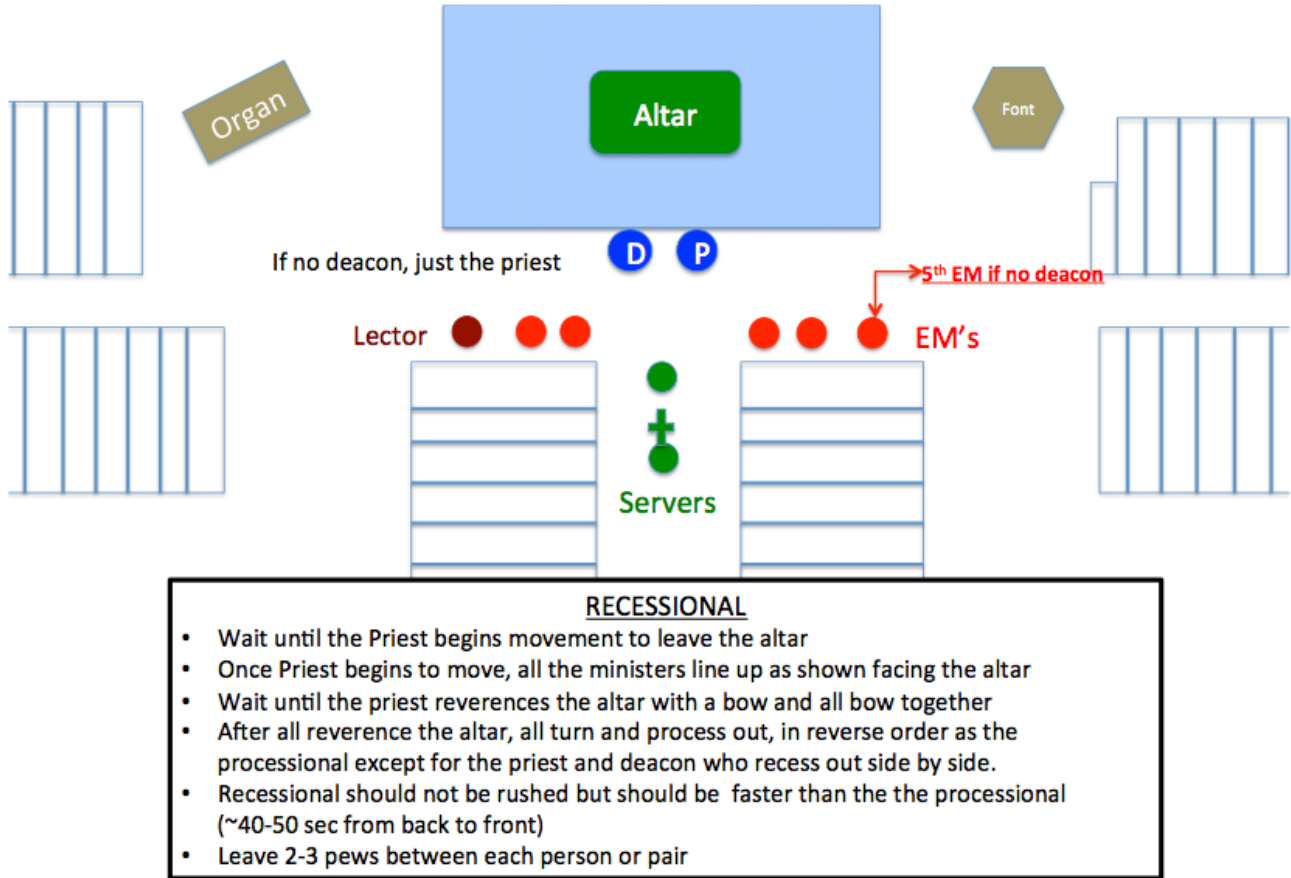 Organ
Altar
Font
D
P
If no deacon, just the priest
5th EM if no deacon
Lector
EM's
Servers
RECESSIONAL
• Wait until the Priest begins movement to leave the altar
• Once Priest begins to move, all the ministers line up as shown facing the altar
• Wait until the priest reverences the altar with a bow and all bow together
• After all reverence the altar, all turn and process out, in reverse order as the
processional except for the priest and deacon who recess out side by side.
• Recessional should not be rushed but should be faster than the the processional
(~40-50 sec from back to front)
• Leave 2-3 pews between each person or pair